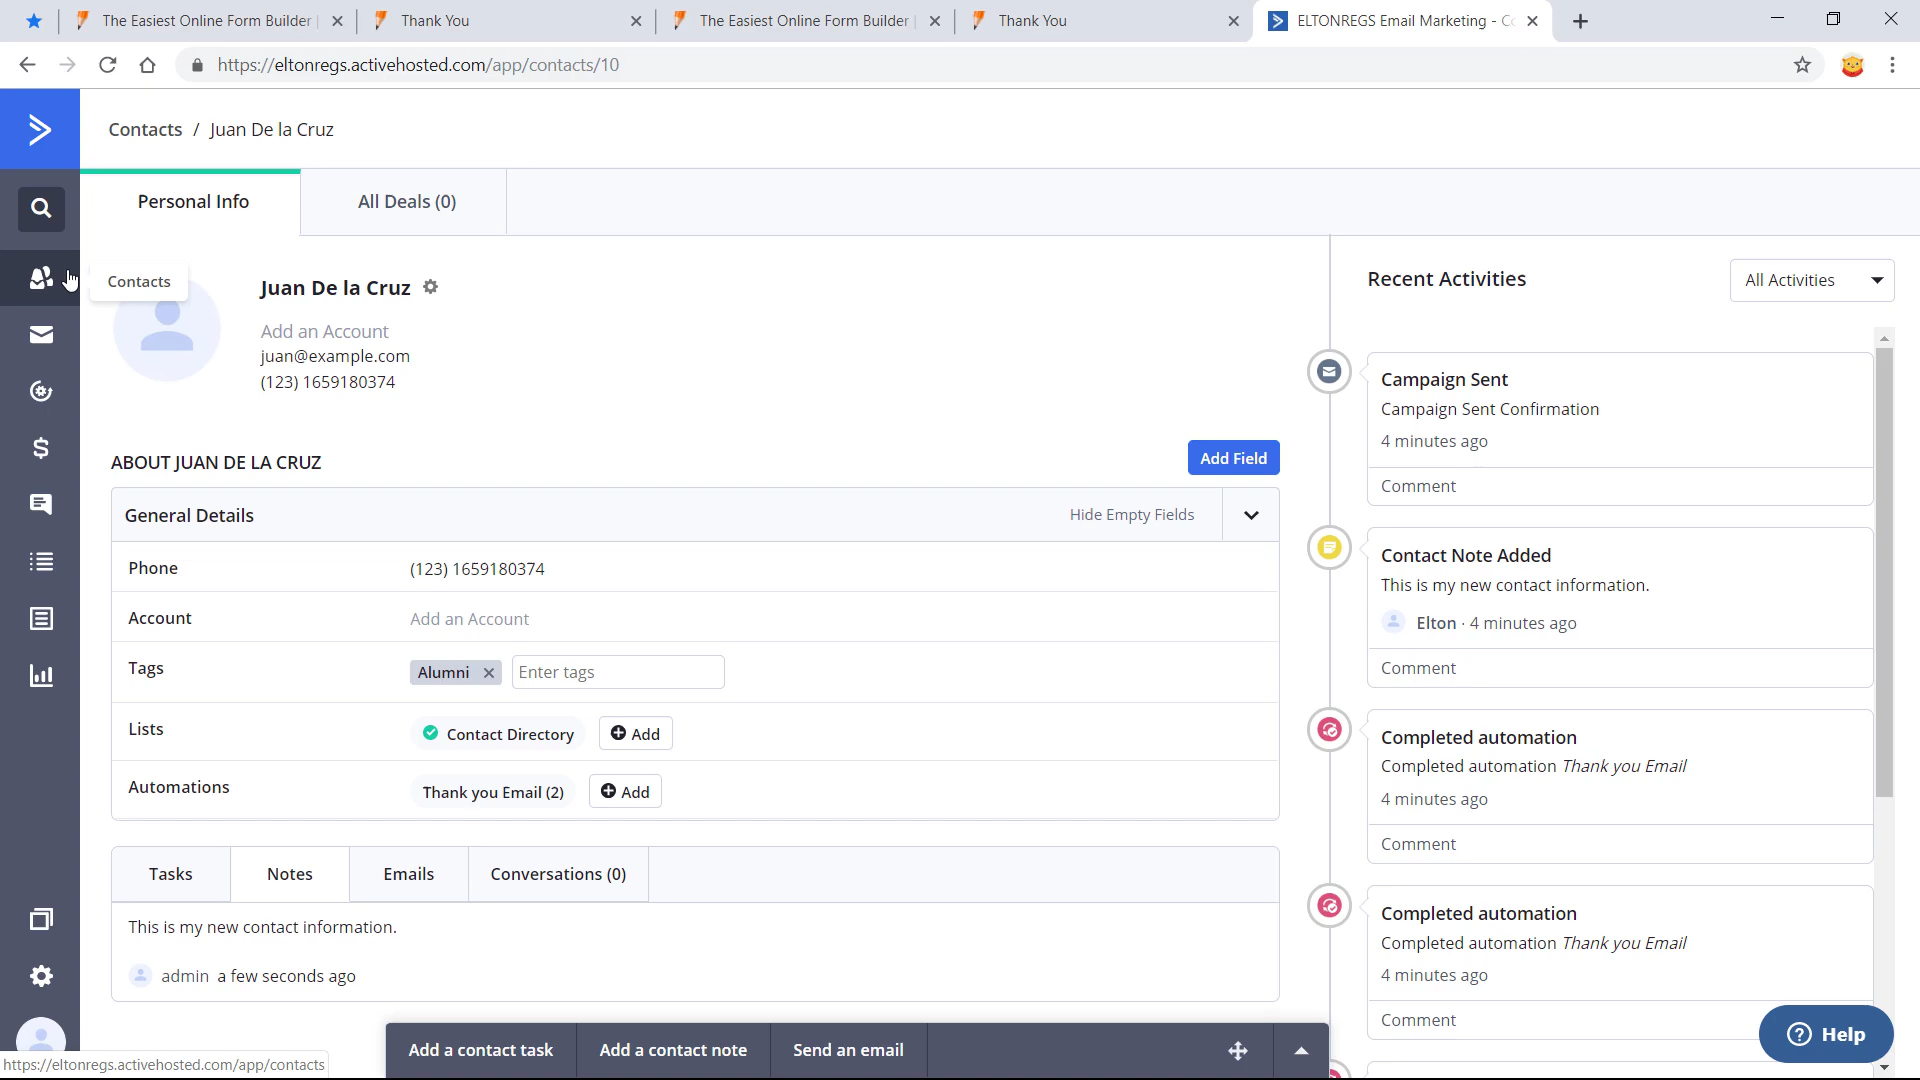 The Easiest Online Form Builder
Thank You
The Easiest Online Form Builder
Thank You
ELTONREGS Email Marketing - Co
https://eltonregs.activehosted.com/app/contacts/10
Contacts / Juan De la Cruz
Personal Info
All Deals (0)
Contacts
Juan De la Cruz
Add an Account
juan@example.com
(123) 1659180374
ABOUT JUAN DE LA CRUZ
Add Field
General Details
Hide Empty Fields
Phone
(123) 1659180374
Account
Add an Account
Tags
Alumni
Enter tags
Lists
Contact Directory
Add
Automations
Thank you Email (2)
Add
Tasks
Notes
Emails
Conversations (0)
This is my new contact information.
admin a few seconds ago
Recent Activities
All Activities
Campaign Sent
Campaign Sent Confirmation
4 minutes ago
Comment
Contact Note Added
This is my new contact information.
Elton · 4 minutes ago
Comment
Completed automation
Completed automation Thank you Email
4 minutes ago
Comment
Completed automation
Completed automation Thank you Email
4 minutes ago
Comment
Add a contact task
Add a contact note
Send an email
Help
https://eltonregs.activehosted.com/app/contacts